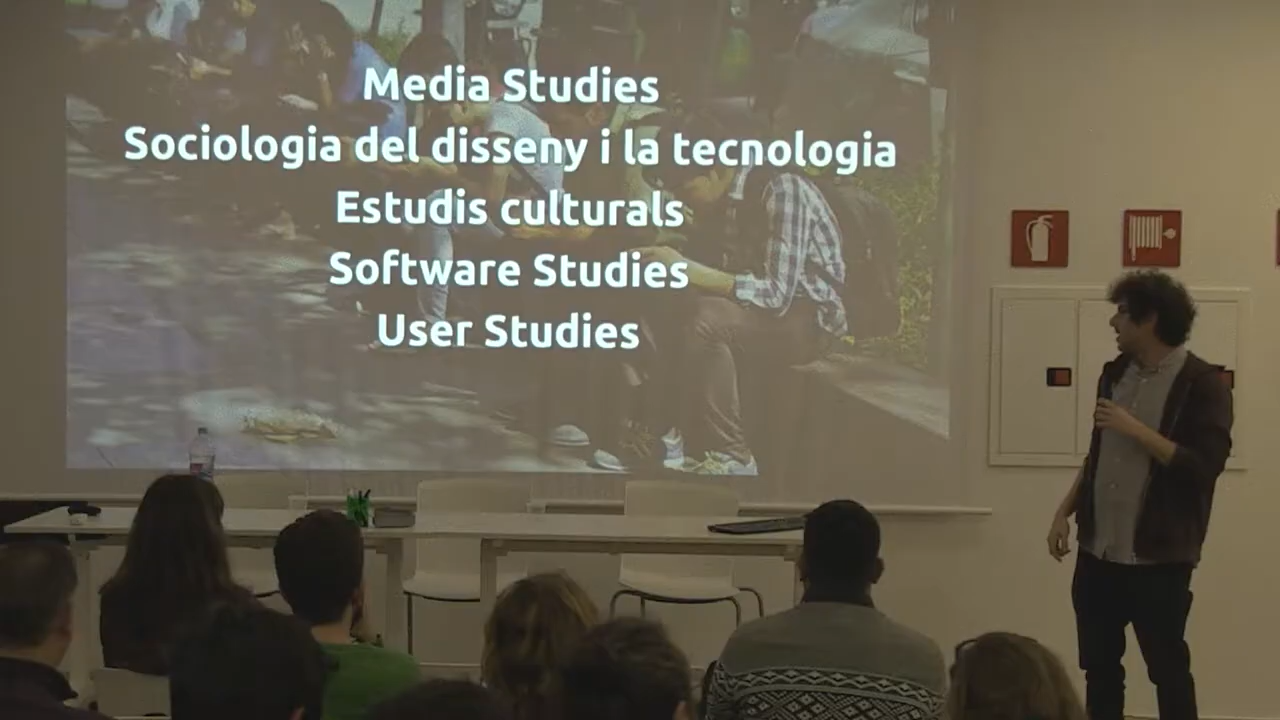 Media Studies
Sociologia del disseny i la tecnologia
Estudis culturals
Software Studies
User Studies